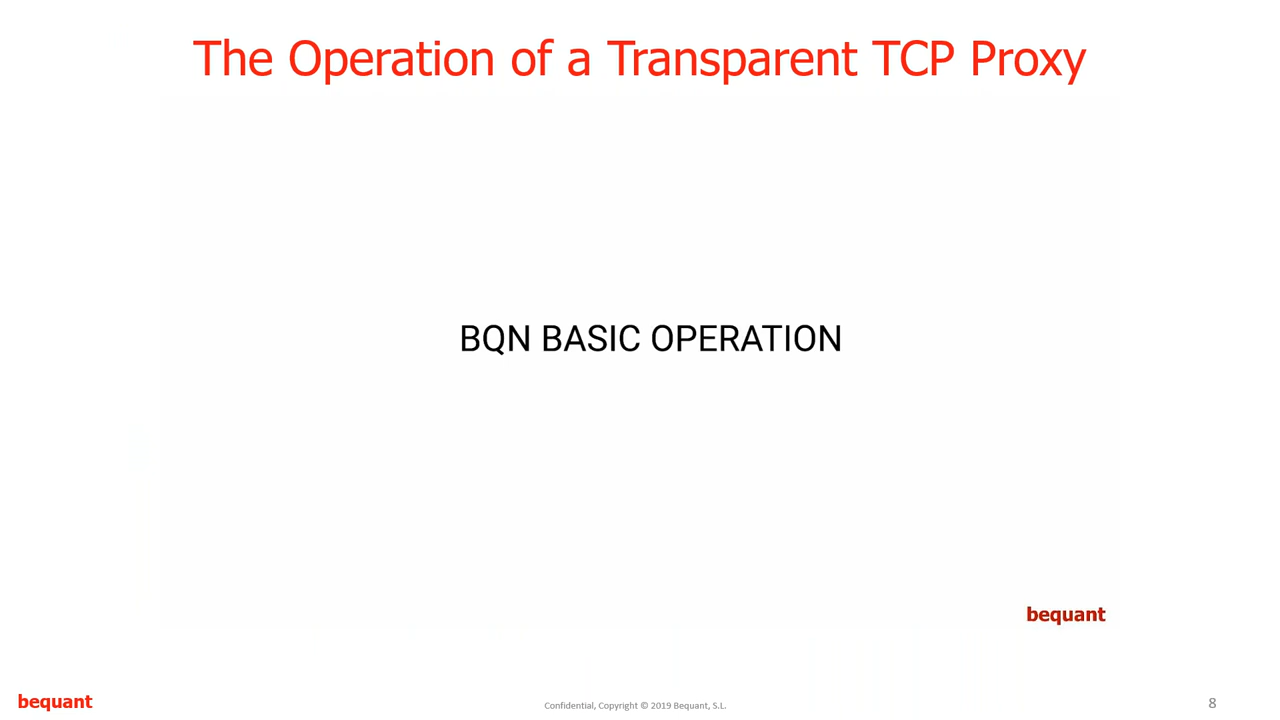 The Operation of a Transparent TCP Proxy
BQN BASIC OPERATION
bequant
bequant
Confidential, Copyright © 2019 Bequant, S.L.
8